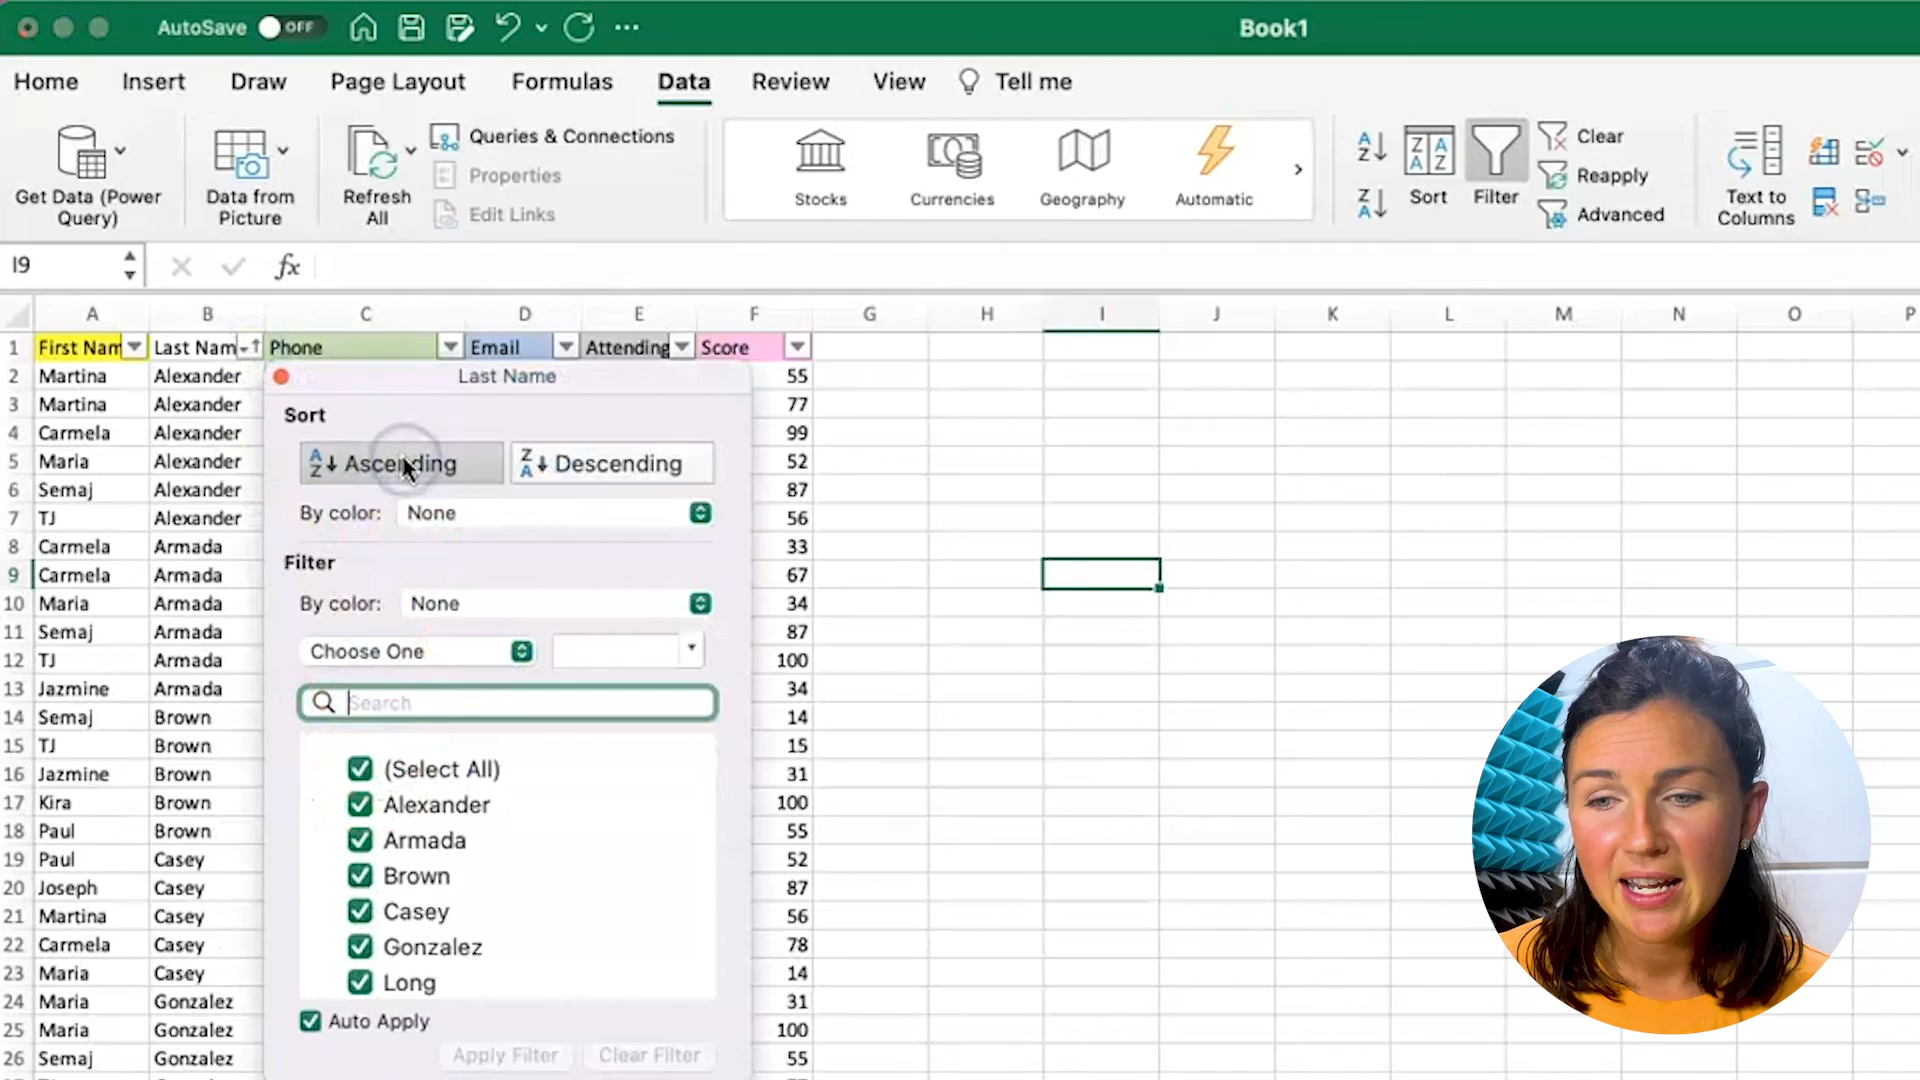 AutoSave OFF Book1
Home Insert Draw Page Layout Formulas Data Review View Tell me
Get Data (Power Query)
Data from Picture
Refresh All
Queries & Connections
Properties
Edit Links
Stocks Currencies Geography Automatic
Sort
Filter
Clear
Reapply
Advanced
Text to Columns
I9 fx
A B C D E F G H I J K L M N O P
1 First Nam Last Nam Phone Email Attending Score
2 Martina Alexander 55
3 Martina Alexander 77
4 Carmela Alexander 99
5 Maria Alexander 52
6 Semaj Alexander 87
7 TJ Alexander 56
8 Carmela Armada 33
9 Carmela Armada 67
10 Maria Armada 34
11 Semaj Armada 87
12 TJ Armada 100
13 Jazmine Armada 34
14 Semaj Brown 14
15 TJ Brown 15
16 Jazmine Brown 31
17 Kira Brown 100
18 Paul Brown 55
19 Paul Casey 52
20 Joseph Casey 87
21 Martina Casey 56
22 Carmela Casey 78
23 Maria Casey 14
24 Maria Gonzalez 31
25 Maria Gonzalez 100
26 Semaj Gonzalez 55
Last Name
Sort
Ascending Descending
By color: None
Filter
By color: None
Choose One
Search
(Select All)
Alexander
Armada
Brown
Casey
Gonzalez
Long
Auto Apply
Apply Filter Clear Filter